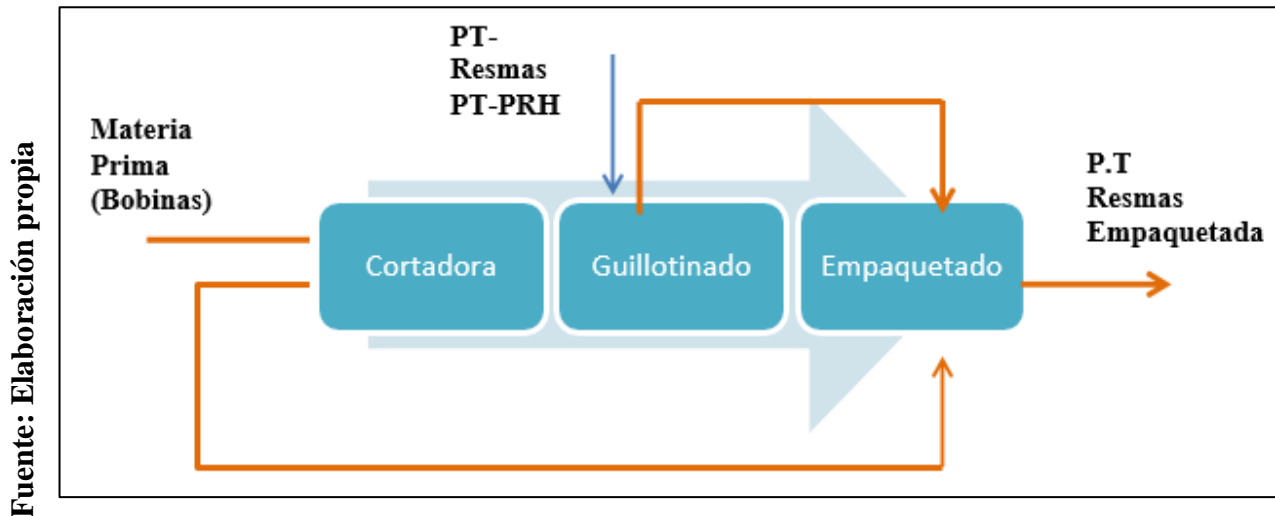 PT-
Resmas
PT-PRH
Materia
Prima
(Bobinas)
P.T
Resmas
Empaquetada
Cortadora
Guillotinado
Empaquetado
Fuente: Elaboración propia